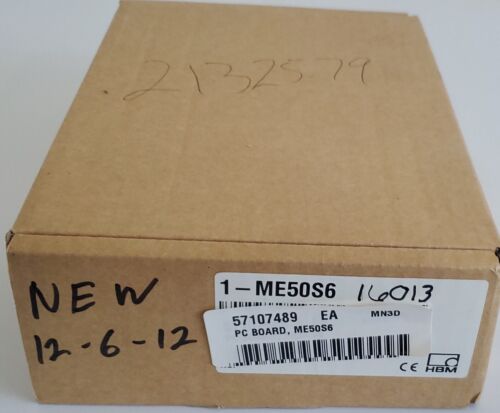 2132579
NEW
12-6-12
1-ME50S6 16013
57107489 EA MN3D
PC BOARD, ME50S6
CE HBM